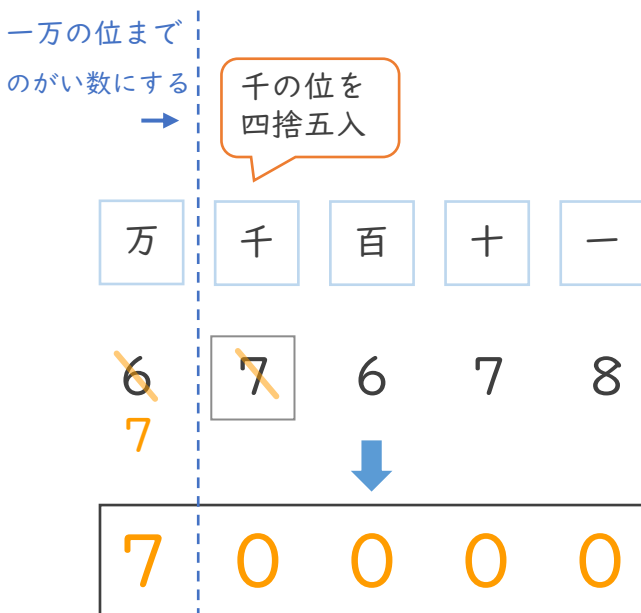 一万の位まで
のがい数にする
千の位を
四捨五入
万 千 百 十 一
6 7 6 7 8
7
7 0 0 0 0